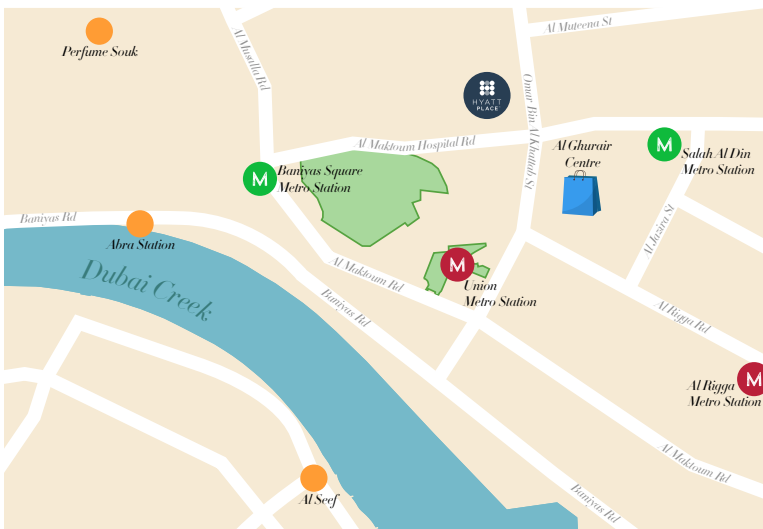 Perfume Souk
Al Musalla Rd
Al Muteena St
HYATT
PLACE
Omar Bin Al Khattab St
Al Maktoum Hospital Rd
Al Ghurair
Centre
M
Salah Al Din
Metro Station
M
Baniyas Square
Metro Station
Baniyas Rd
Abra Station
Al Jazira St
Dubai Creek
Al Maktoum Rd
M
Union
Metro Station
Baniyas Rd
Al Rigga Rd
M
Al Rigga
Metro Station
Al Maktoum Rd
Al Seef
Baniyas Rd